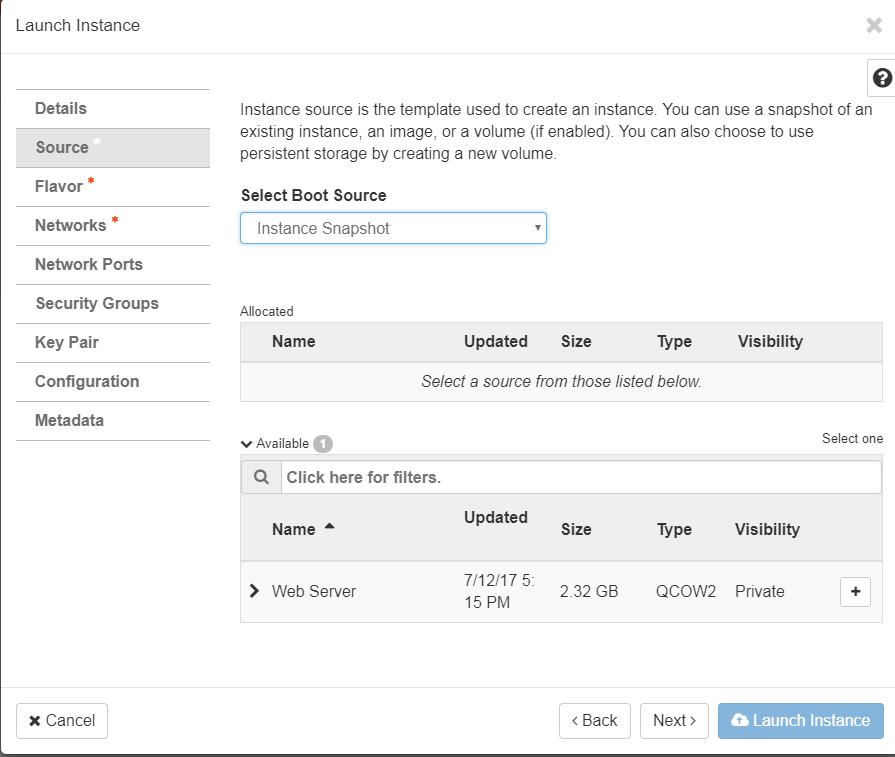 Launch Instance
Details
Source *
Flavor *
Networks *
Network Ports
Security Groups
Key Pair
Configuration
Metadata
Instance source is the template used to create an instance. You can use a snapshot of an
existing instance, an image, or a volume (if enabled). You can also choose to use
persistent storage by creating a new volume.
Select Boot Source
Instance Snapshot
Allocated
Name Updated Size Type Visibility
Select a source from those listed below.
Available 1 Select one
Click here for filters.
Name Updated Size Type Visibility
Web Server 7/12/17 5:15 PM 2.32 GB QCOW2 Private +
Cancel < Back Next > Launch Instance